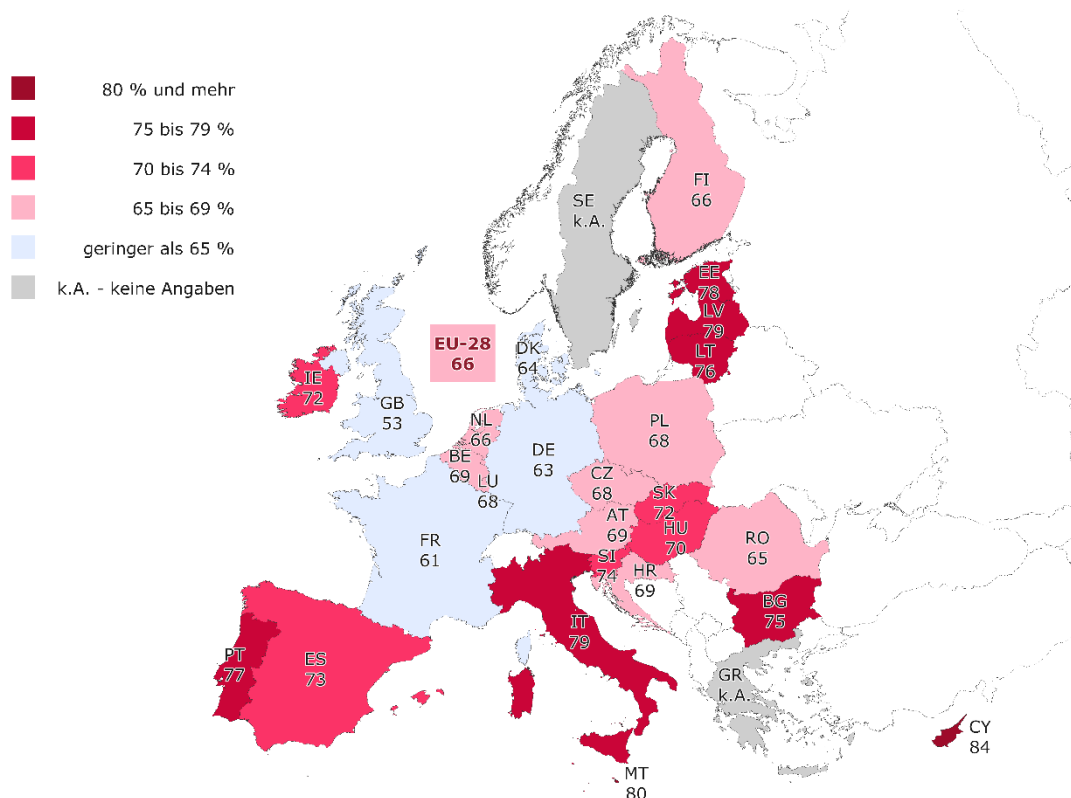 80 % und mehr
75 bis 79 %
70 bis 74 %
65 bis 69 %
geringer als 65 %
k.A. - keine Angaben
FI
66
SE
k.A.
EE
78
LV
79
LT
76
EU-28
66
DK
64
IE
72
GB
53
NL
66
BE
69
LU
68
DE
63
PL
68
CZ
68
SK
72
AT
69
HU
70
FR
61
SI
74
HR
69
RO
65
BG
75
IT
79
PT
77
ES
73
GR
k.A.
CY
84
MT
80